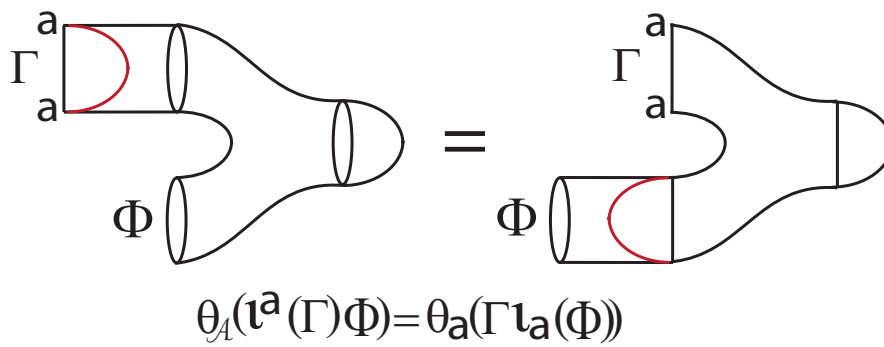 a a
Γ Γ
a = a
Φ Φ
θ𝒜(ιᵃ(Γ)Φ)=θₐ(Γιₐ(Φ))